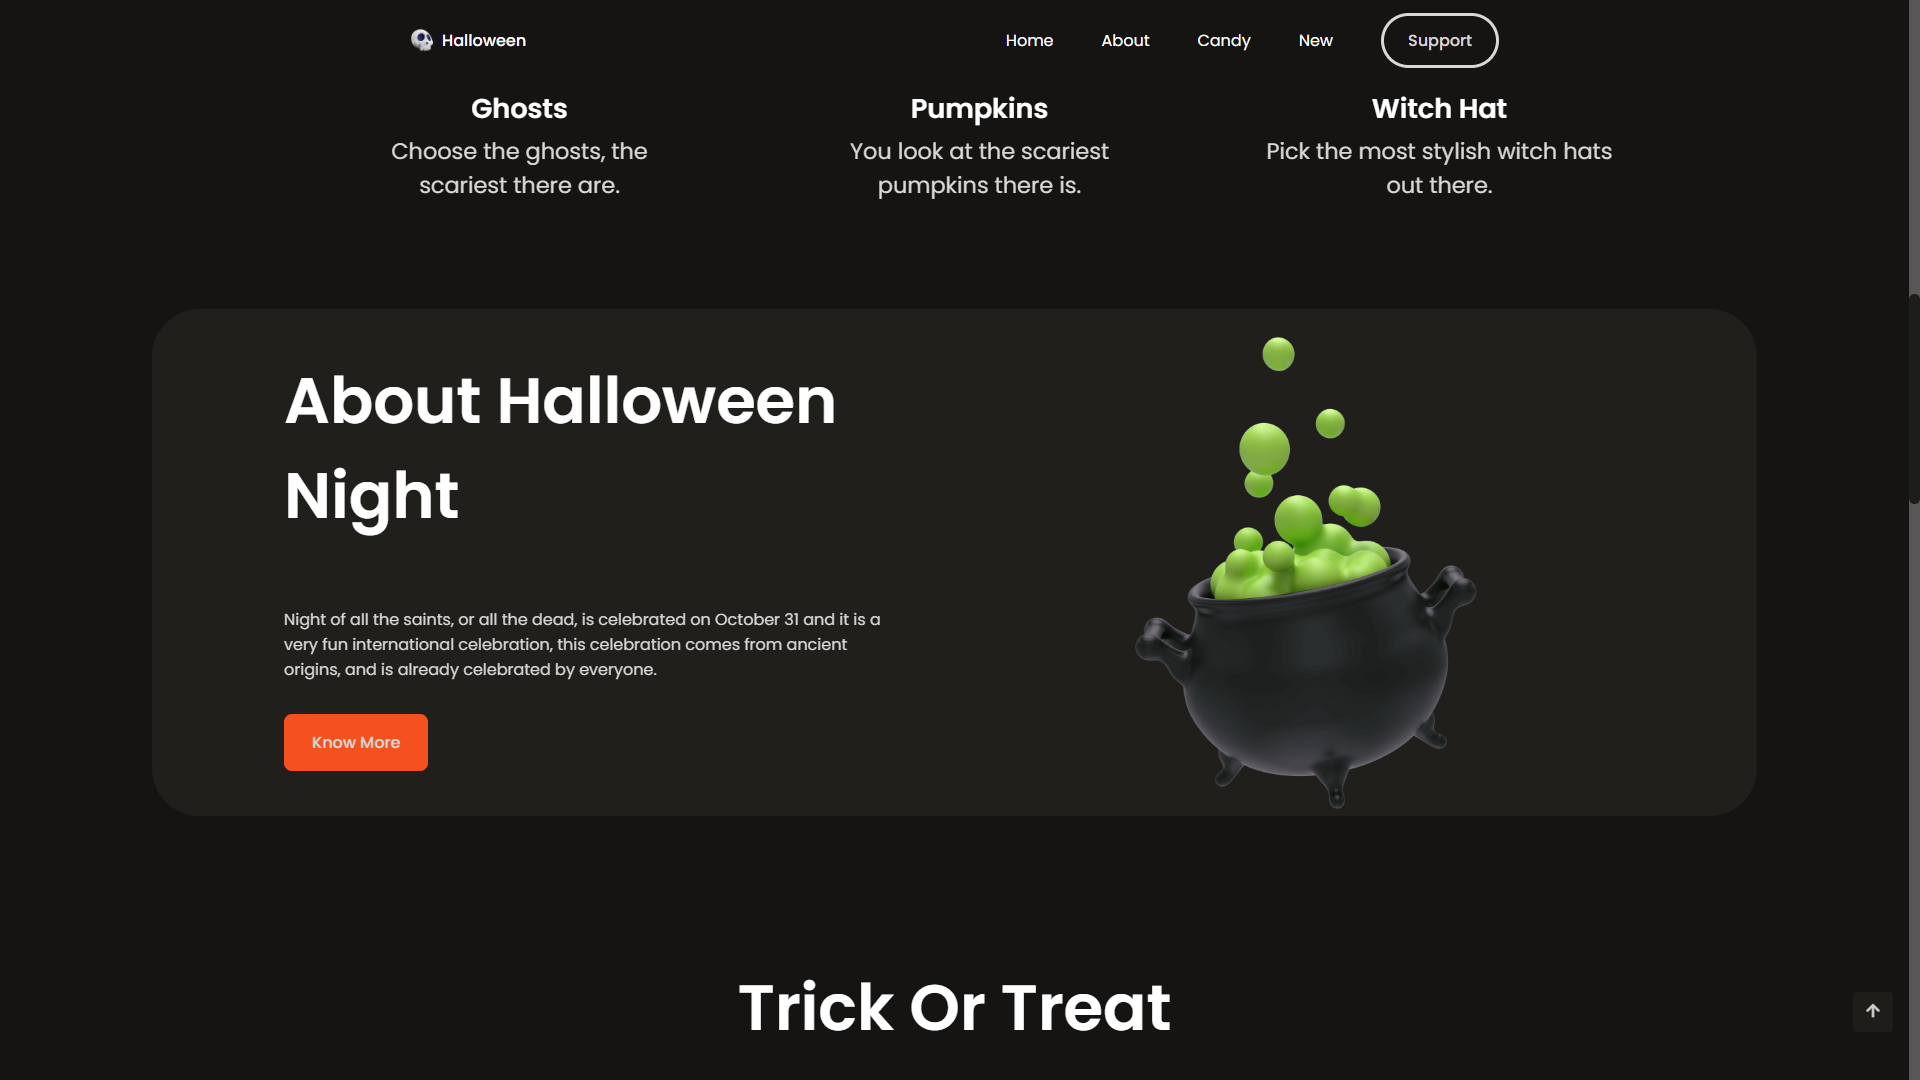 Halloween
Home
About
Candy
New
Support
Ghosts
Choose the ghosts, the
scariest there are.
Pumpkins
You look at the scariest
pumpkins there is.
Witch Hat
Pick the most stylish witch hats
out there.
About Halloween
Night
Night of all the saints, or all the dead, is celebrated on October 31 and it is a
very fun international celebration, this celebration comes from ancient
origins, and is already celebrated by everyone.
Know More
Trick Or Treat